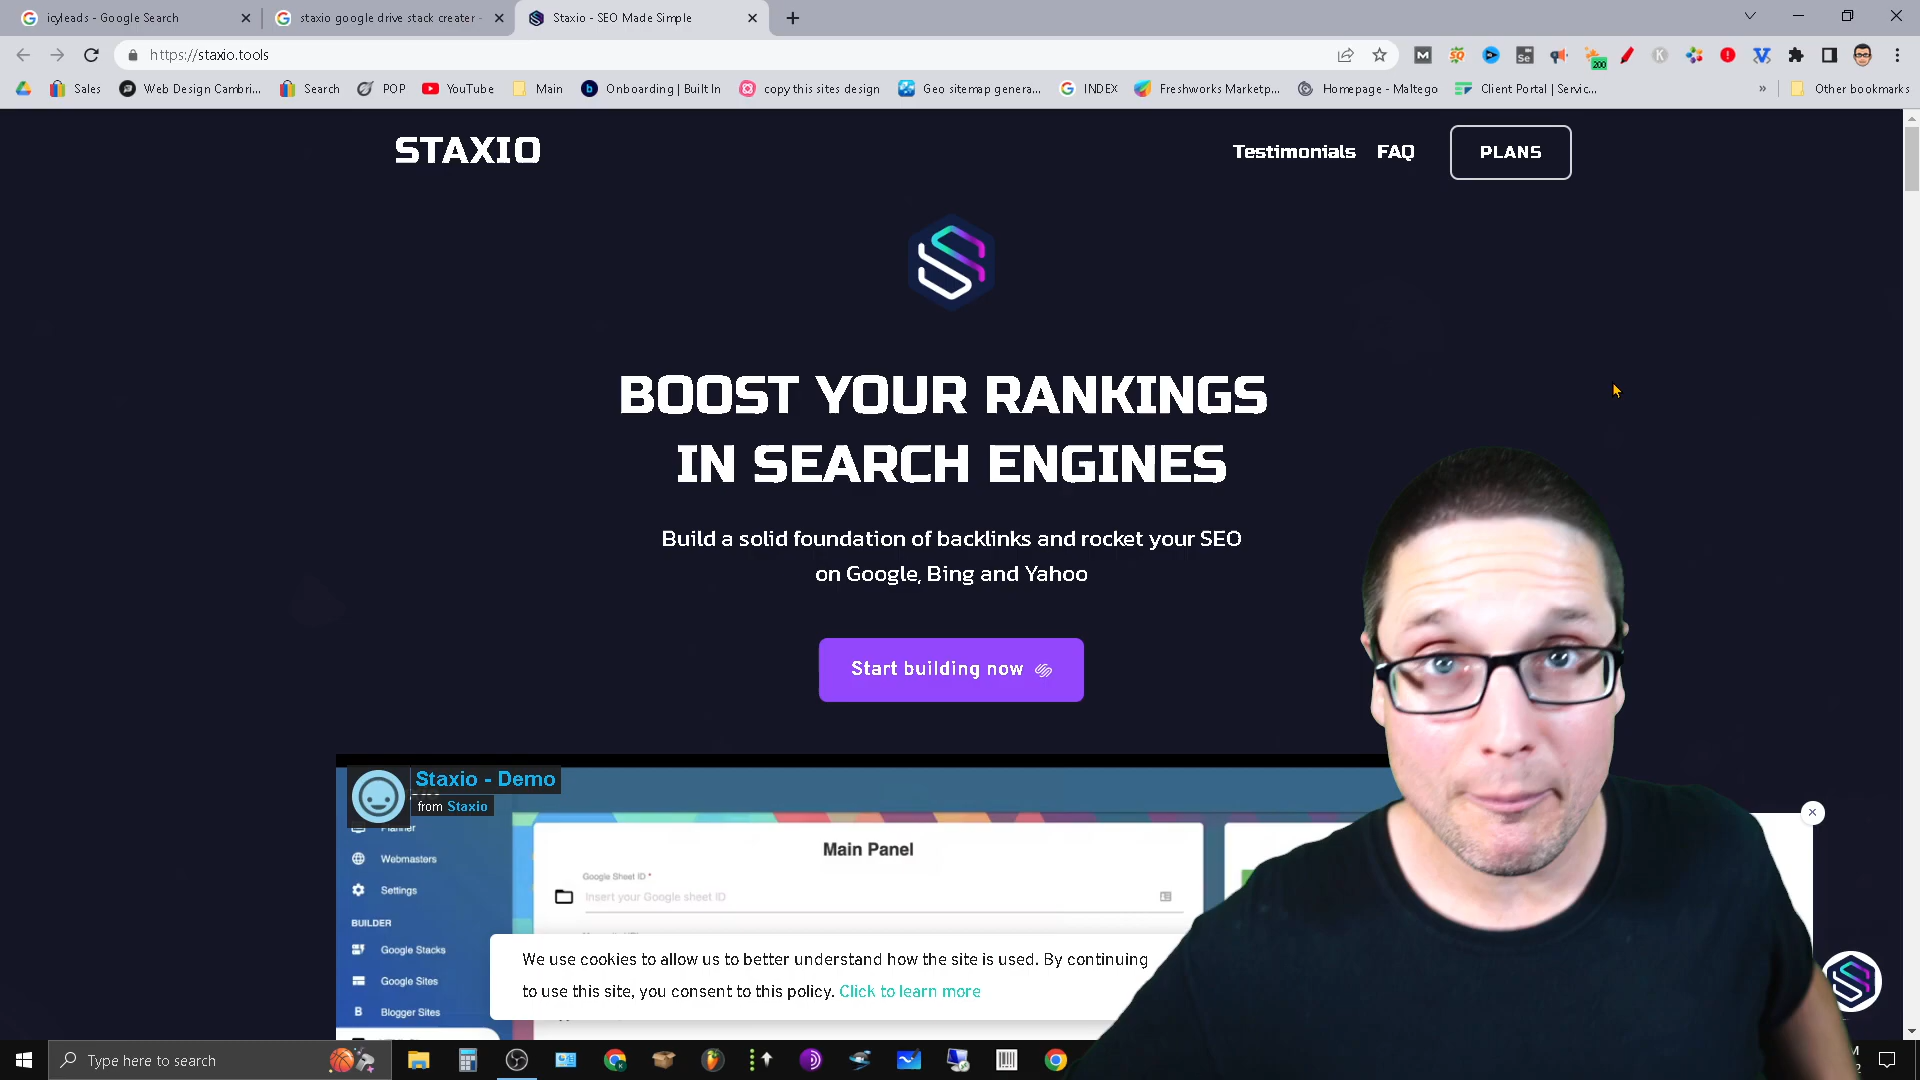 icyleads - Google Search
staxio google drive stack creater -
Staxio - SEO Made Simple
https://staxio.tools
200
Sales
Web Design Cambri...
Search
POP
YouTube
Main
Onboarding | Built In
copy this sites design
Geo sitemap genera...
INDEX
Freshworks Marketp...
Homepage - Maltego
Client Portal | Servic...
»
Other bookmarks
STAXIO
Testimonials
FAQ
PLANS
BOOST YOUR RANKINGS
IN SEARCH ENGINES
Build a solid foundation of backlinks and rocket your SEO
on Google, Bing and Yahoo
Start building now
Staxio - Demo
from Staxio
Planner
Webmasters
Settings
BUILDER
Google Stacks
Google Sites
Blogger Sites
Main Panel
Google Sheet ID *
Insert your Google sheet ID
We use cookies to allow us to better understand how the site is used. By continuing
to use this site, you consent to this policy. Click to learn more
Type here to search